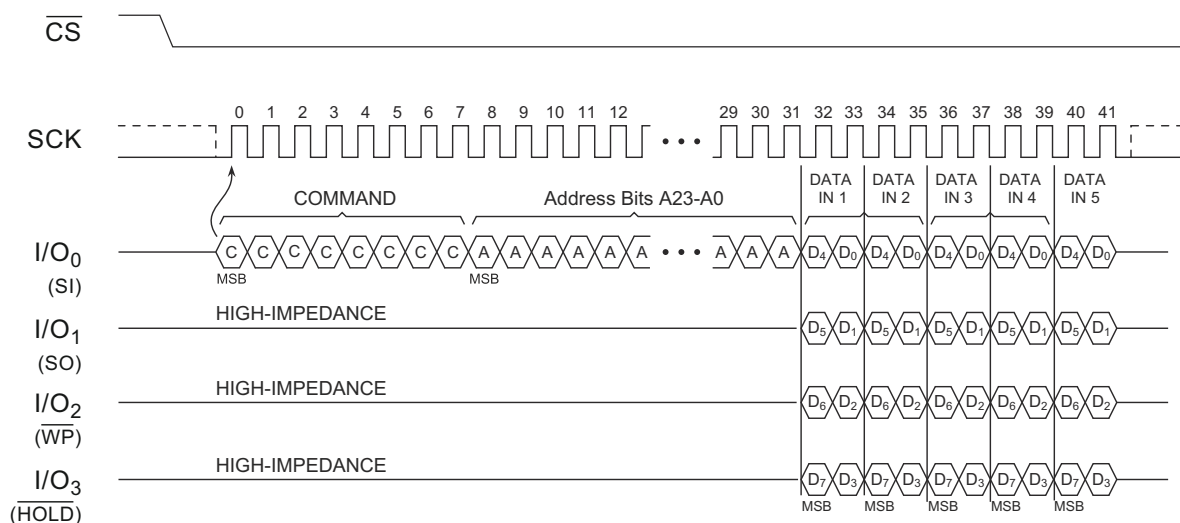 CS
0 1 2 3 4 5 6 7 8 9 10 11 12 29 30 31 32 33 34 35 36 37 38 39 40 41
SCK •••
DATA IN 1 DATA IN 2 DATA IN 3 DATA IN 4 DATA IN 5
COMMAND Address Bits A23-A0
I/O0 C C C C C C C C A A A A A A ••• A A A D4 D0 D4 D0 D4 D0 D4 D0 D4 D0
(SI) MSB MSB
HIGH-IMPEDANCE
I/O1 D5 D1 D5 D1 D5 D1 D5 D1 D5 D1
(SO)
HIGH-IMPEDANCE
I/O2 D6 D2 D6 D2 D6 D2 D6 D2 D6 D2
(WP)
HIGH-IMPEDANCE
I/O3 D7 D3 D7 D3 D7 D3 D7 D3 D7 D3
(HOLD) MSB MSB MSB MSB MSB